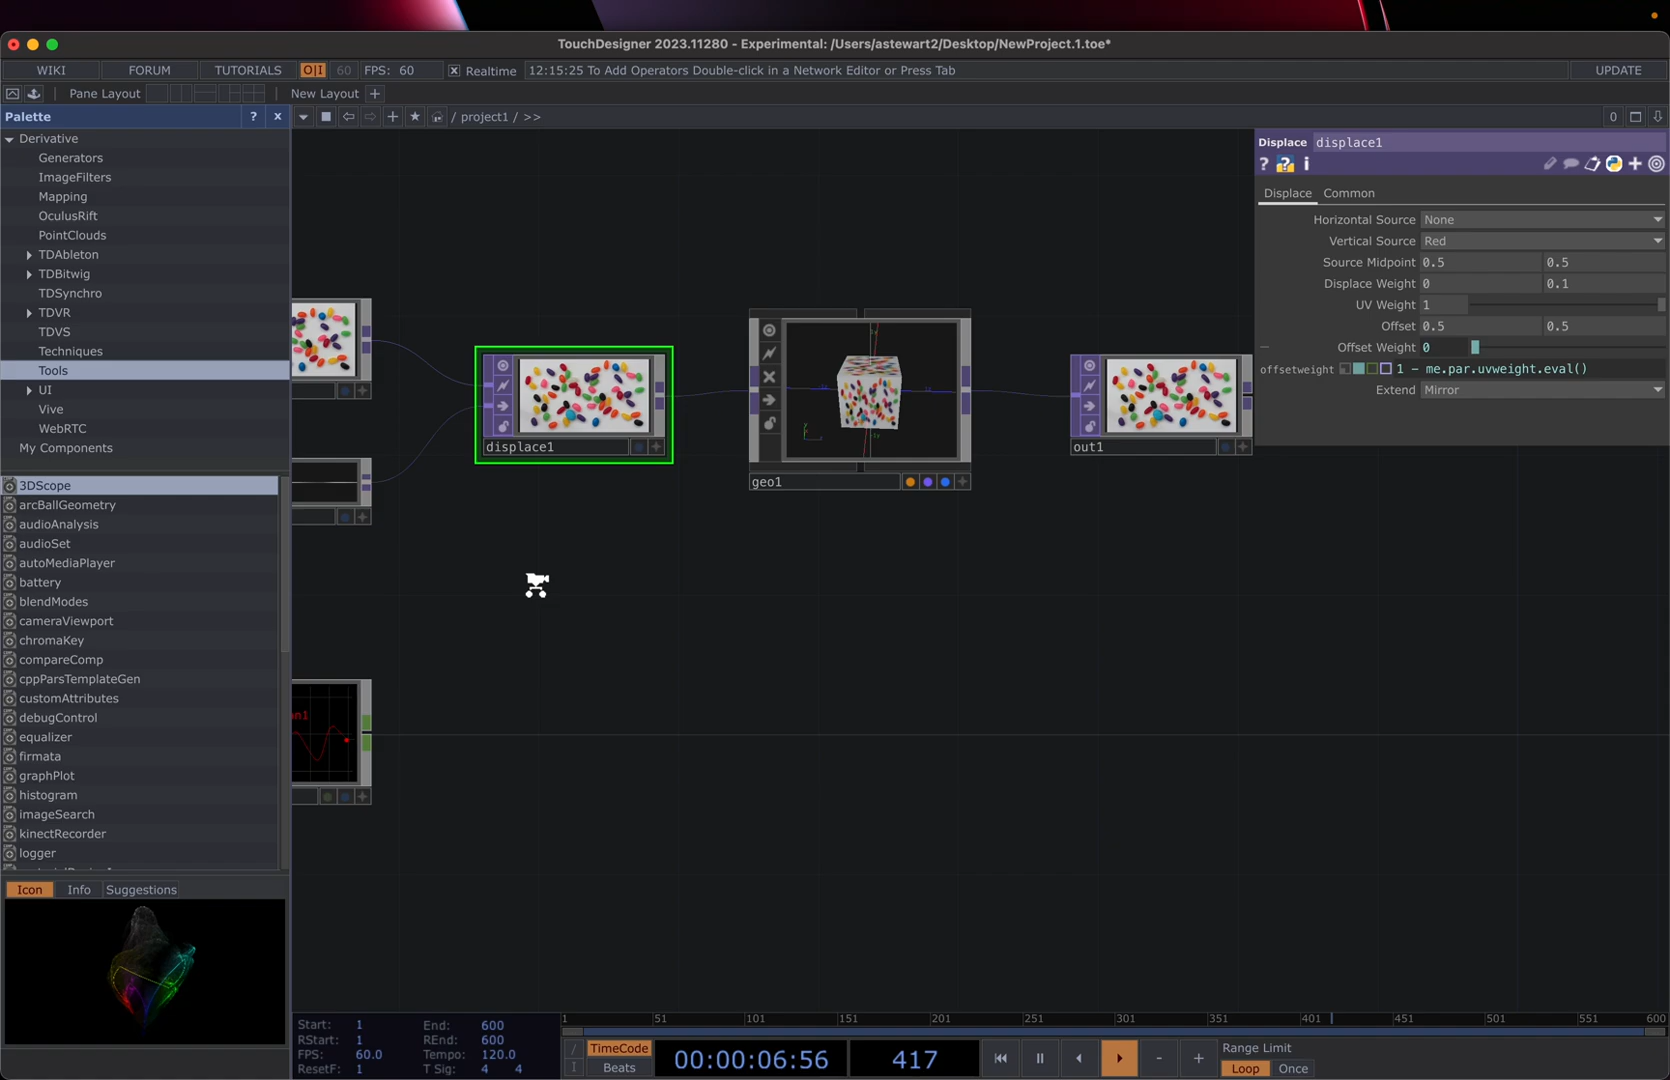 TouchDesigner 2023.11280 - Experimental: /Users/astewart2/Desktop/NewProject.1.toe*
WIKI FORUM TUTORIALS O|I 60 FPS: 60 Realtime 12:15:25 To Add Operators Double-click in a Network Editor or Press Tab UPDATE
Pane Layout New Layout +
Palette ? x / project1 / >> 0
Derivative
Generators
ImageFilters
Mapping
OculusRift
PointClouds
TDAbleton
TDBitwig
TDSynchro
TDVR
TDVS
Techniques
Tools
UI
Vive
WebRTC
My Components
3DScope
arcBallGeometry
audioAnalysis
audioSet
autoMediaPlayer
battery
blendModes
cameraViewport
chromaKey
compareComp
cppParsTemplateGen
customAttributes
debugControl
equalizer
firmata
graphPlot
histogram
imageSearch
kinectRecorder
logger
Icon Info Suggestions
displace1
geo1
out1
Displace displace1
? ? i
Displace Common
Horizontal Source None
Vertical Source Red
Source Midpoint 0.5 0.5
Displace Weight 0 0.1
UV Weight 1
Offset 0.5 0.5
Offset Weight 0
offsetweight 1 - me.par.uvweight.eval()
Extend Mirror
Start: 1 End: 600
RStart: 1 REnd: 600
FPS: 60.0 Tempo: 120.0
ResetF: 1 T Sig: 4 4
1 51 101 151 201 251 301 351 401 451 501 551 600
TimeCode
Beats
00:00:06:56 417
- +
Range Limit
Loop Once